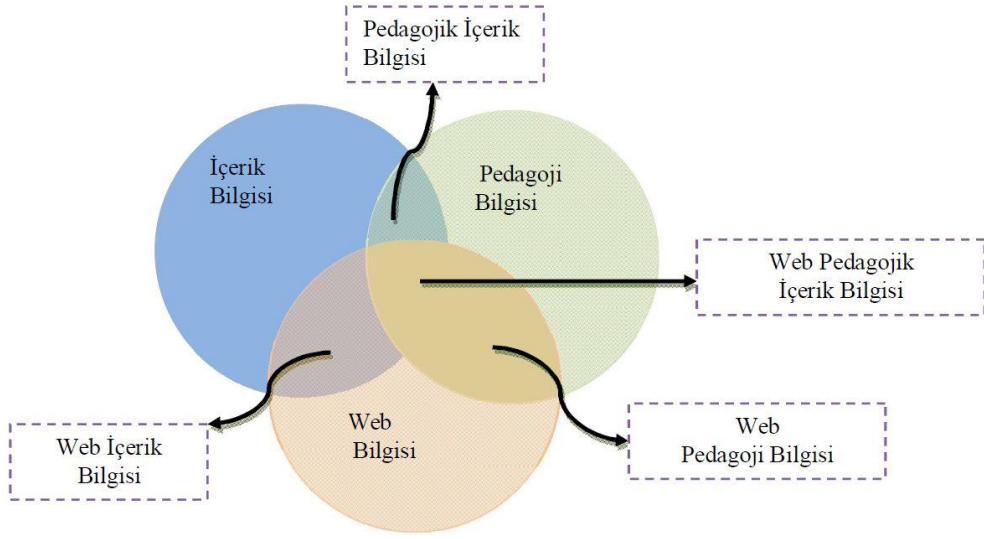 Pedagojik İçerik
Bilgisi
İçerik
Bilgisi
Pedagoji
Bilgisi
Web Pedagojik
İçerik Bilgisi
Web
Bilgisi
Web İçerik
Bilgisi
Web
Pedagoji Bilgisi